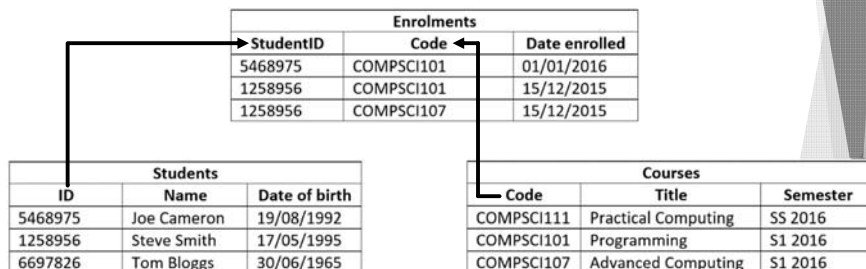 Enrolments
StudentID Code Date enrolled
5468975 COMPSCI101 01/01/2016
1258956 COMPSCI101 15/12/2015
1258956 COMPSCI107 15/12/2015
Students
ID Name Date of birth
5468975 Joe Cameron 19/08/1992
1258956 Steve Smith 17/05/1995
6697826 Tom Bloggs 30/06/1965
Courses
Code Title Semester
COMPSCI111 Practical Computing SS 2016
COMPSCI101 Programming S1 2016
COMPSCI107 Advanced Computing S1 2016